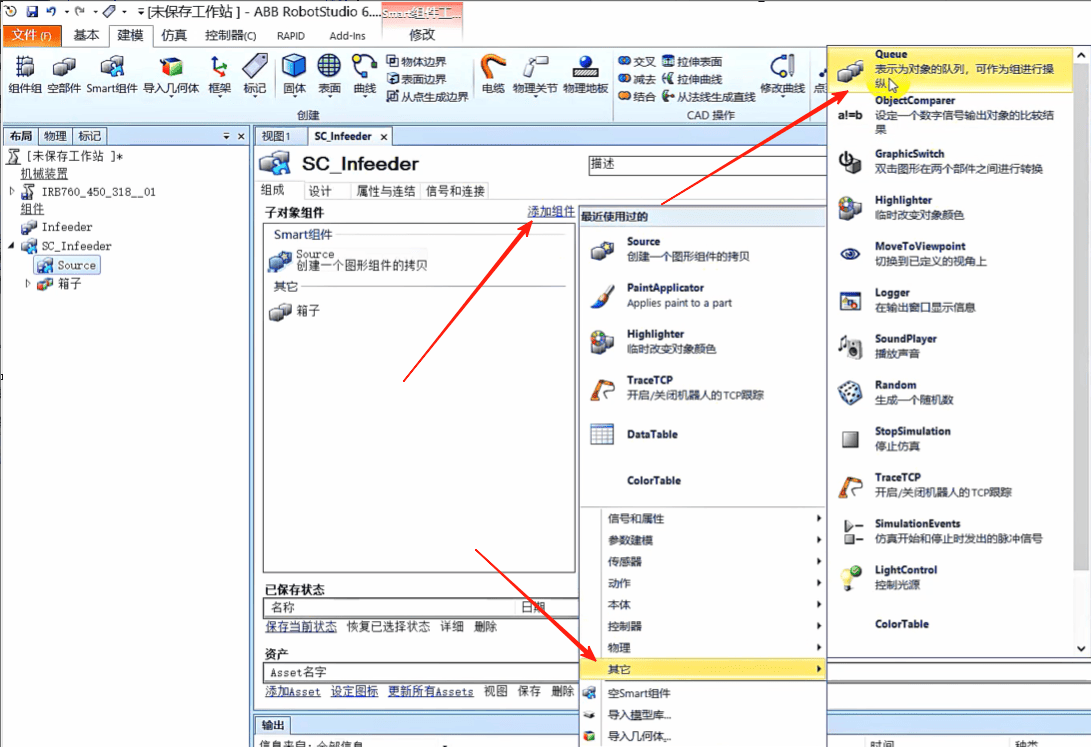 [未保存工作站 ] - ABB RobotStudio 6....
Smart组件工...
文件(F) 基本 建模 仿真 控制器(C) RAPID Add-Ins 修改
组件组 空部件 Smart组件 导入几何体 框架 标记 固体 表面 曲线
物体边界
表面边界
从点生成边界
电缆 物理关节 物理地板
交叉 拉伸表面
减去 拉伸曲线
结合 从法线生成直线
修改曲线
创建
CAD 操作
布局 物理 标记
[未保存工作站 ]*
机械装置
IRB760_450_318__01
组件
Infeeder
SC_Infeeder
Source
箱子
视图1 SC_Infeeder
SC_Infeeder
描述
组成 设计 属性与连结 信号和连接
子对象组件
添加组件
Smart组件
Source
创建一个图形组件的拷贝
其它
箱子
已保存状态
名称 日期
保存当前状态 恢复已选择状态 详细 删除
资产
Asset名字
添加Asset 设定图标 更新所有Assets 视图 保存 删除
输出
信息来自: 全部信息
时间 种类
最近使用过的
Source
创建一个图形组件的拷贝
PaintApplicator
Applies paint to a part
Highlighter
临时改变对象颜色
TraceTCP
开启/关闭机器人的TCP跟踪
DataTable
ColorTable
信号和属性
参数建模
传感器
动作
本体
控制器
物理
其它
空Smart组件
导入模型库...
导入几何体...
Queue
表示为对象的队列，可作为组进行操
纵
ObjectComparer
a!=b
设定一个数字信号输出对象的比较结
果
GraphicSwitch
双击图形在两个部件之间进行转换
Highlighter
临时改变对象颜色
MoveToViewpoint
切换到已定义的视角上
Logger
在输出窗口显示信息
SoundPlayer
播放声音
Random
生成一个随机数
StopSimulation
停止仿真
TraceTCP
开启/关闭机器人的TCP跟踪
SimulationEvents
仿真开始和停止时发出的脉冲信号
LightControl
控制光源
ColorTable